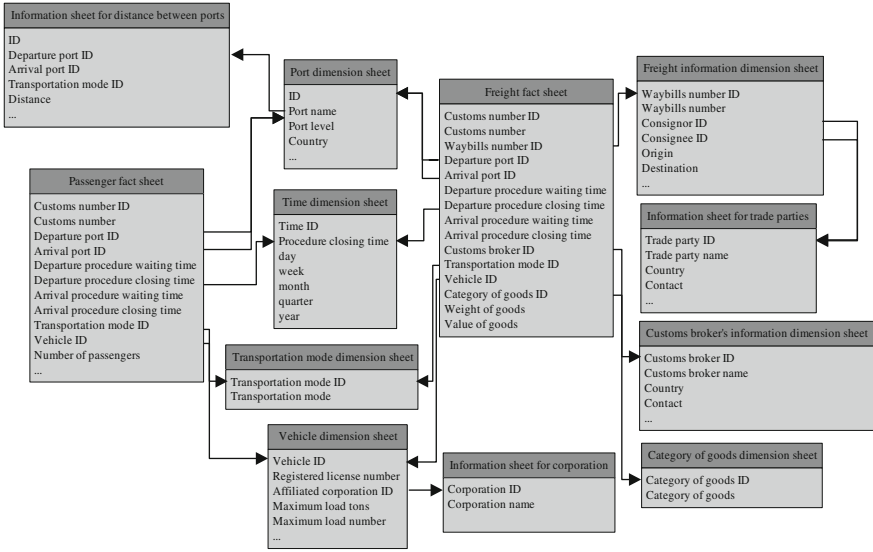 Information sheet for distance between ports
ID
Departure port ID
Arrival port ID
Transportation mode ID
Distance
...
Port dimension sheet
ID
Port name
Port level
Country
...
Freight fact sheet
Customs number ID
Customs number
Waybills number ID
Departure port ID
Arrival port ID
Departure procedure waiting time
Departure procedure closing time
Arrival procedure waiting time
Arrival procedure closing time
Customs broker ID
Transportation mode ID
Vehicle ID
Category of goods ID
Weight of goods
Value of goods
Freight information dimension sheet
Waybills number ID
Waybills number
Consignor ID
Consignee ID
Origin
Destination
...
Passenger fact sheet
Customs number ID
Customs number
Departure port ID
Arrival port ID
Departure procedure waiting time
Departure procedure closing time
Arrival procedure waiting time
Arrival procedure closing time
Transportation mode ID
Vehicle ID
Number of passengers
...
Time dimension sheet
Time ID
Procedure closing time
day
week
month
quarter
year
Information sheet for trade parties
Trade party ID
Trade party name
Country
Contact
...
Transportation mode dimension sheet
Transportation mode ID
Transportation mode
Customs broker's information dimension sheet
Customs broker ID
Customs broker name
Country
Contact
...
Vehicle dimension sheet
Vehicle ID
Registered license number
Affiliated corporation ID
Maximum load tons
Maximum load number
...
Information sheet for corporation
Corporation ID
Corporation name
Category of goods dimension sheet
Category of goods ID
Category of goods